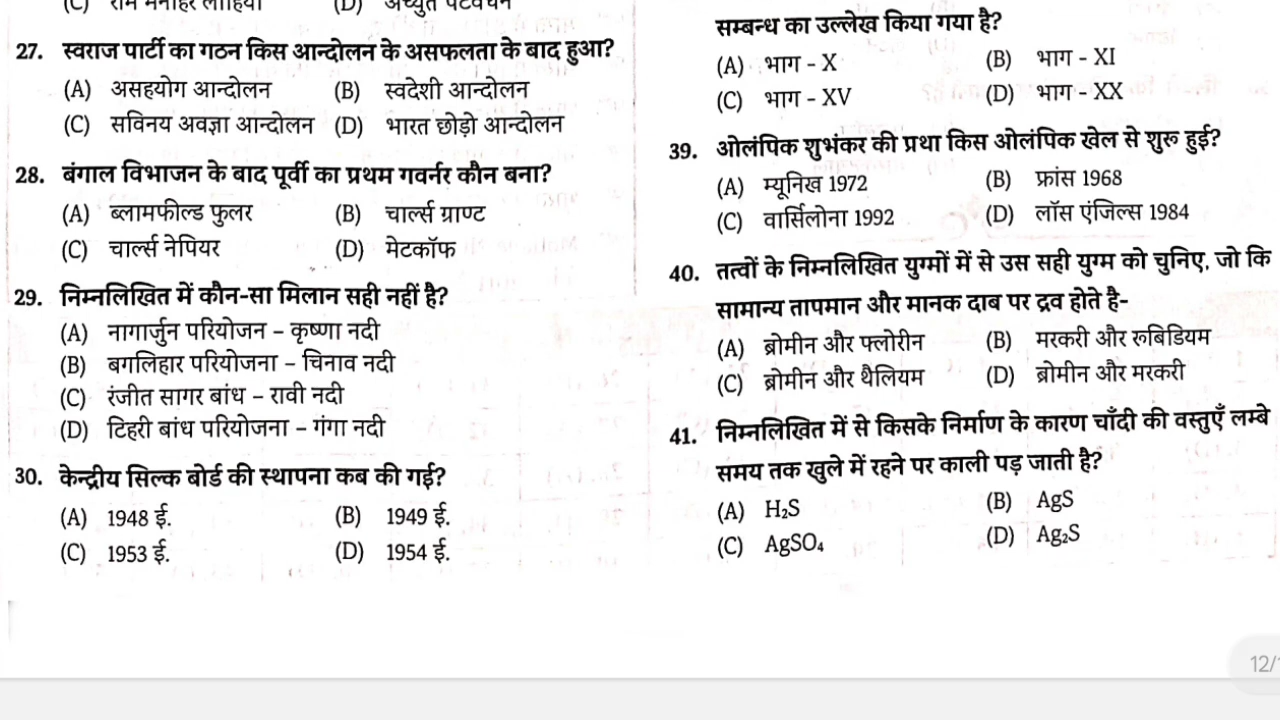 (C) राम मनोहर लोहिया (D) अच्युत पटवर्धन
27. स्वराज पार्टी का गठन किस आन्दोलन के असफलता के बाद हुआ?
(A) असहयोग आन्दोलन (B) स्वदेशी आन्दोलन
(C) सविनय अवज्ञा आन्दोलन (D) भारत छोड़ो आन्दोलन
28. बंगाल विभाजन के बाद पूर्वी का प्रथम गवर्नर कौन बना?
(A) ब्लामफील्ड फुलर (B) चार्ल्स ग्राण्ट
(C) चार्ल्स नेपियर (D) मेटकॉफ
29. निम्नलिखित में कौन-सा मिलान सही नहीं है?
(A) नागार्जुन परियोजन – कृष्णा नदी
(B) बगलिहार परियोजना – चिनाव नदी
(C) रंजीत सागर बांध – रावी नदी
(D) टिहरी बांध परियोजना – गंगा नदी
30. केन्द्रीय सिल्क बोर्ड की स्थापना कब की गई?
(A) 1948 ई. (B) 1949 ई.
(C) 1953 ई. (D) 1954 ई.
सम्बन्ध का उल्लेख किया गया है?
(A) भाग - X (B) भाग - XI
(C) भाग - XV (D) भाग - XX
39. ओलंपिक शुभंकर की प्रथा किस ओलंपिक खेल से शुरू हुई?
(A) म्यूनिख 1972 (B) फ्रांस 1968
(C) वार्सिलोना 1992 (D) लॉस एंजिल्स 1984
40. तत्वों के निम्नलिखित युग्मों में से उस सही युग्म को चुनिए, जो कि
सामान्य तापमान और मानक दाब पर द्रव होते है-
(A) ब्रोमीन और फ्लोरीन (B) मरकरी और रूबिडियम
(C) ब्रोमीन और थैलियम (D) ब्रोमीन और मरकरी
41. निम्नलिखित में से किसके निर्माण के कारण चाँदी की वस्तुएँ लम्बे
समय तक खुले में रहने पर काली पड़ जाती है?
(A) H₂S (B) AgS
(C) AgSO₄ (D) Ag₂S